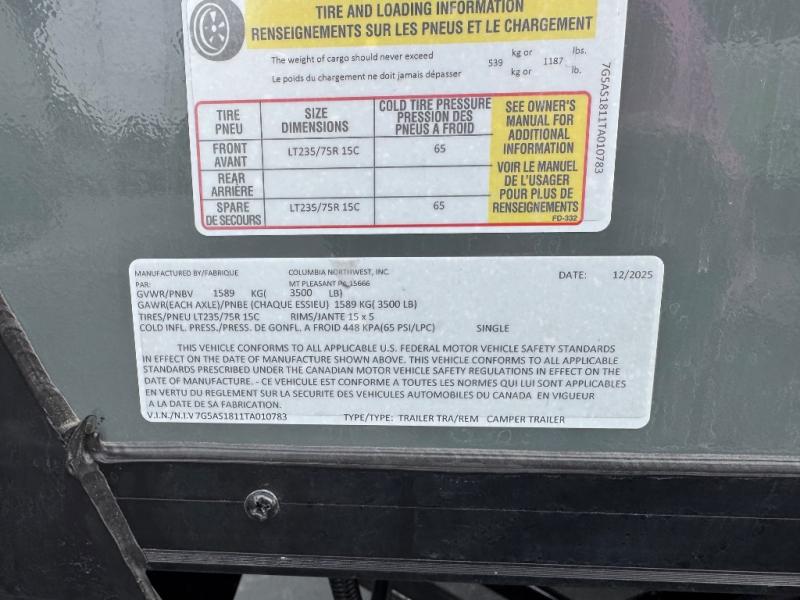 TIRE AND LOADING INFORMATION
RENSEIGNEMENTS SUR LES PNEUS ET LE CHARGEMENT
The weight of cargo should never exceed 539 kg or 1187 lbs.
Le poids du chargement ne doit jamais dépasser kg or lb.
TIRE PNEU
SIZE DIMENSIONS
COLD TIRE PRESSURE
PRESSION DES
PNEUS A FROID
FRONT AVANT LT235/75R 15C 65
REAR ARRIÈRE
SPARE DE SECOURS LT235/75R 15C 65
SEE OWNER'S
MANUAL FOR
ADDITIONAL
INFORMATION
VOIR LE MANUEL
DE L'USAGER
POUR PLUS DE
RENSEIGNEMENTS
FD-332
7G5AS1811TA010783
MANUFACTURED BY/FABRIQUE COLUMBIA NORTHWEST, INC. DATE: 12/2025
PAR: MT PLEASANT PA, 15666
GVWR/PNBV 1589 KG( 3500 LB)
GAWR(EACH AXLE)/PNBE (CHAQUE ESSIEU) 1589 KG( 3500 LB)
TIRES/PNEU LT235/75R 15C RIMS/JANTE 15 x 5
COLD INFL. PRESS./PRESS. DE GONFL. A FROID 448 KPA(65 PSI/LPC) SINGLE
THIS VEHICLE CONFORMS TO ALL APPLICABLE U.S. FEDERAL MOTOR VEHICLE SAFETY STANDARDS
IN EFFECT ON THE DATE OF MANUFACTURE SHOWN ABOVE. THIS VEHICLE CONFORMS TO ALL APPLICABLE
STANDARDS PRESCRIBED UNDER THE CANADIAN MOTOR VEHICLE SAFETY REGULATIONS IN EFFECT ON THE
DATE OF MANUFACTURE. - CE VEHICULE EST CONFORME A TOUTES LES NORMES QUI LUI SONT APPLICABLES
EN VERTU DU REGLEMENT SUR LA SECURITE DES VEHICULES AUTOMOBILES DU CANADA EN VIGUEUR
A LA DATE DE SA FABRICATION.
V.I.N./N.I.V 7G5AS1811TA010783 TYPE/TYPE: TRAILER TRA/REM CAMPER TRAILER